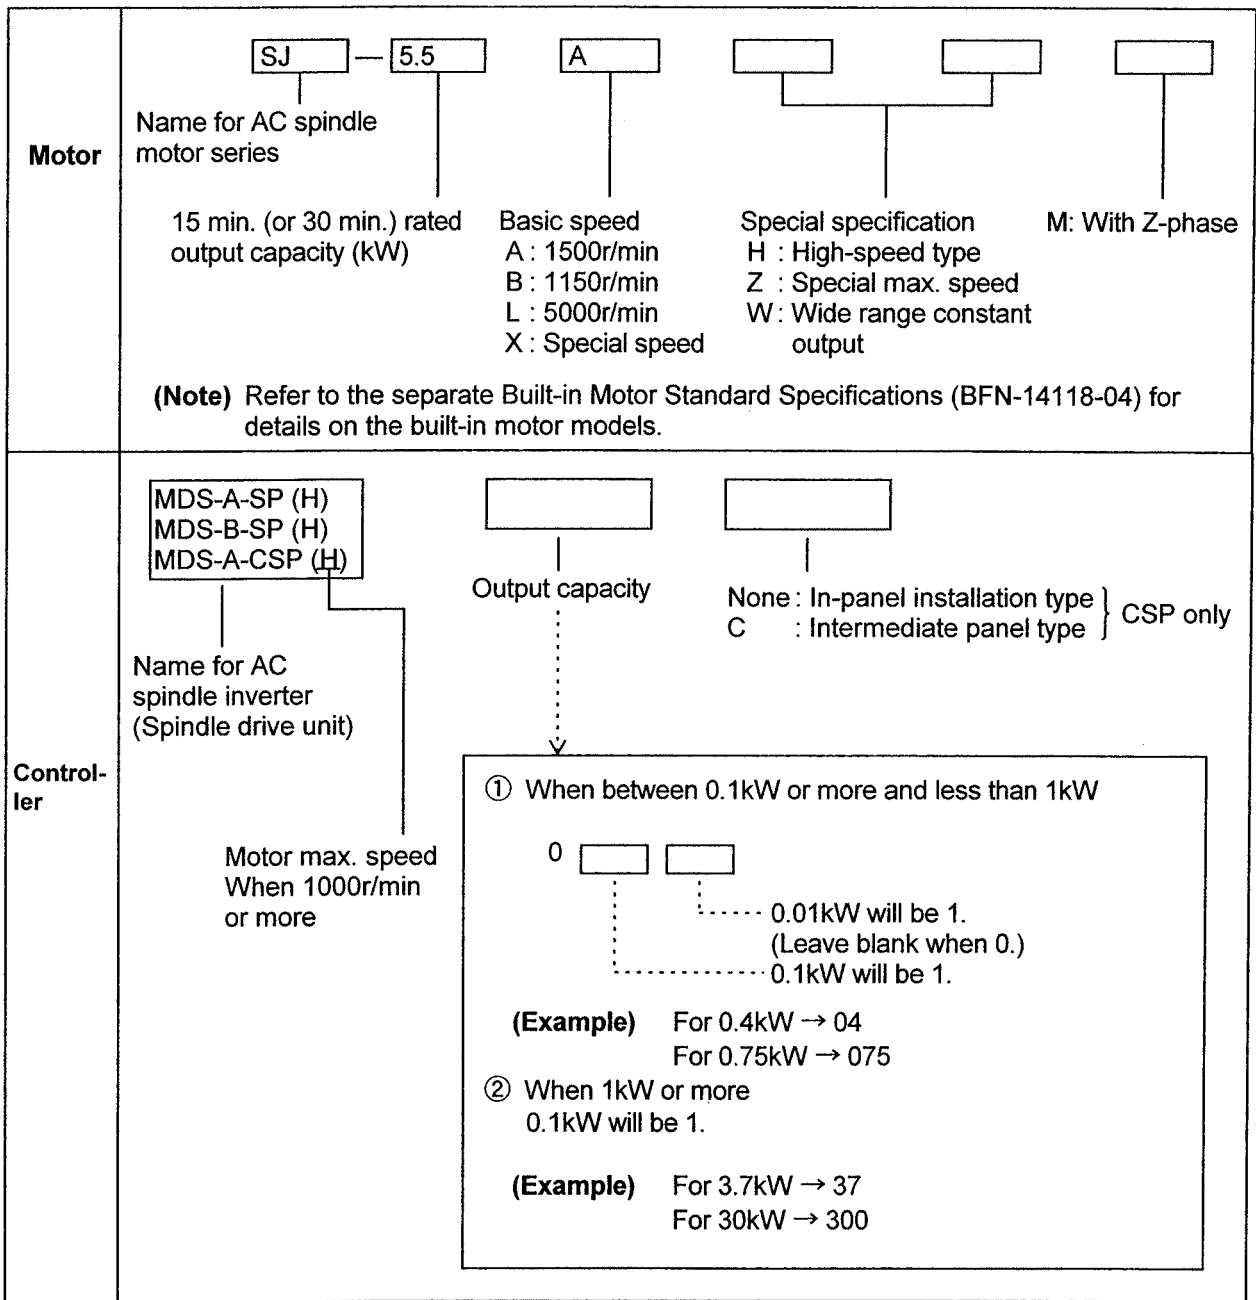 SJ — 5.5 A
Name for AC spindle
motor series
Motor
15 min. (or 30 min.) rated
output capacity (kW)
Basic speed
A : 1500r/min
B : 1150r/min
L : 5000r/min
X : Special speed
Special specification
H : High-speed type
Z : Special max. speed
W : Wide range constant
output
M: With Z-phase
(Note) Refer to the separate Built-in Motor Standard Specifications (BFN-14118-04) for
details on the built-in motor models.
MDS-A-SP (H)
MDS-B-SP (H)
MDS-A-CSP (H)
Output capacity
None : In-panel installation type
C : Intermediate panel type
CSP only
Name for AC
spindle inverter
(Spindle drive unit)
Control-
ler
Motor max. speed
When 1000r/min
or more
① When between 0.1kW or more and less than 1kW
0
0.01kW will be 1.
(Leave blank when 0.)
0.1kW will be 1.
(Example) For 0.4kW → 04
For 0.75kW → 075
② When 1kW or more
0.1kW will be 1.
(Example) For 3.7kW → 37
For 30kW → 300